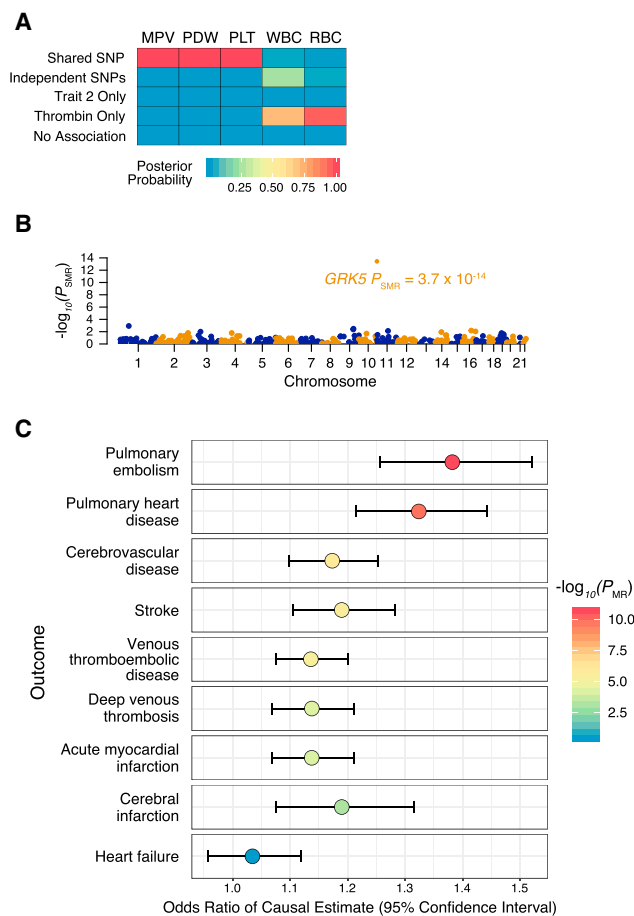 A
MPV PDW PLT WBC RBC
Shared SNP
Independent SNPs
Trait 2 Only
Thrombin Only
No Association
Posterior
Probability
0.25 0.50 0.75 1.00
B
14
12
10
8
6
4
2
0
-log10(PSMR)
GRK5 PSMR = 3.7 x 10-14
1 2 3 4 5 6 7 8 9 10 11 12 14 16 18 21
Chromosome
C
Outcome
Pulmonary
embolism
Pulmonary heart
disease
Cerebrovascular
disease
Stroke
Venous
thromboembolic
disease
Deep venous
thrombosis
Acute myocardial
infarction
Cerebral
infarction
Heart failure
-log10(PMR)
10.0
7.5
5.0
2.5
1.0 1.1 1.2 1.3 1.4 1.5
Odds Ratio of Causal Estimate (95% Confidence Interval)